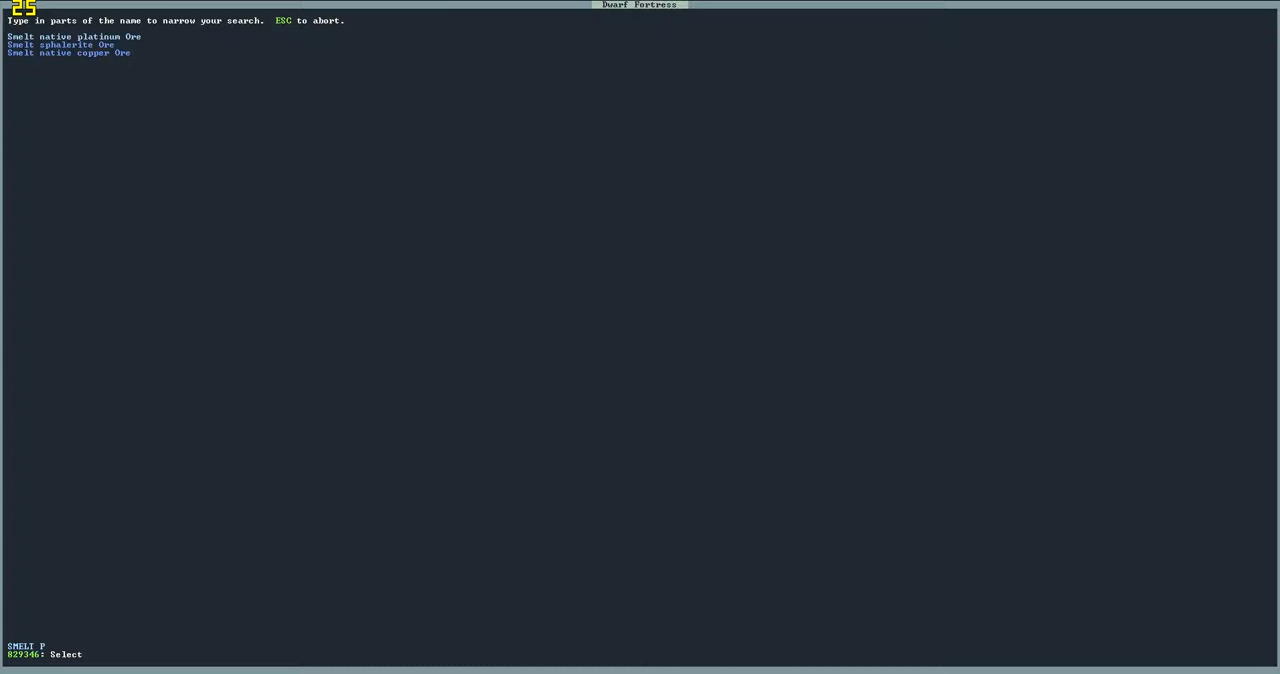 25
Dwarf Fortress
Type in parts of the name to narrow your search.  ESC to abort.
Smelt native platinum Ore
Smelt sphalerite Ore
Smelt native copper Ore
SMELT P
829346: Select